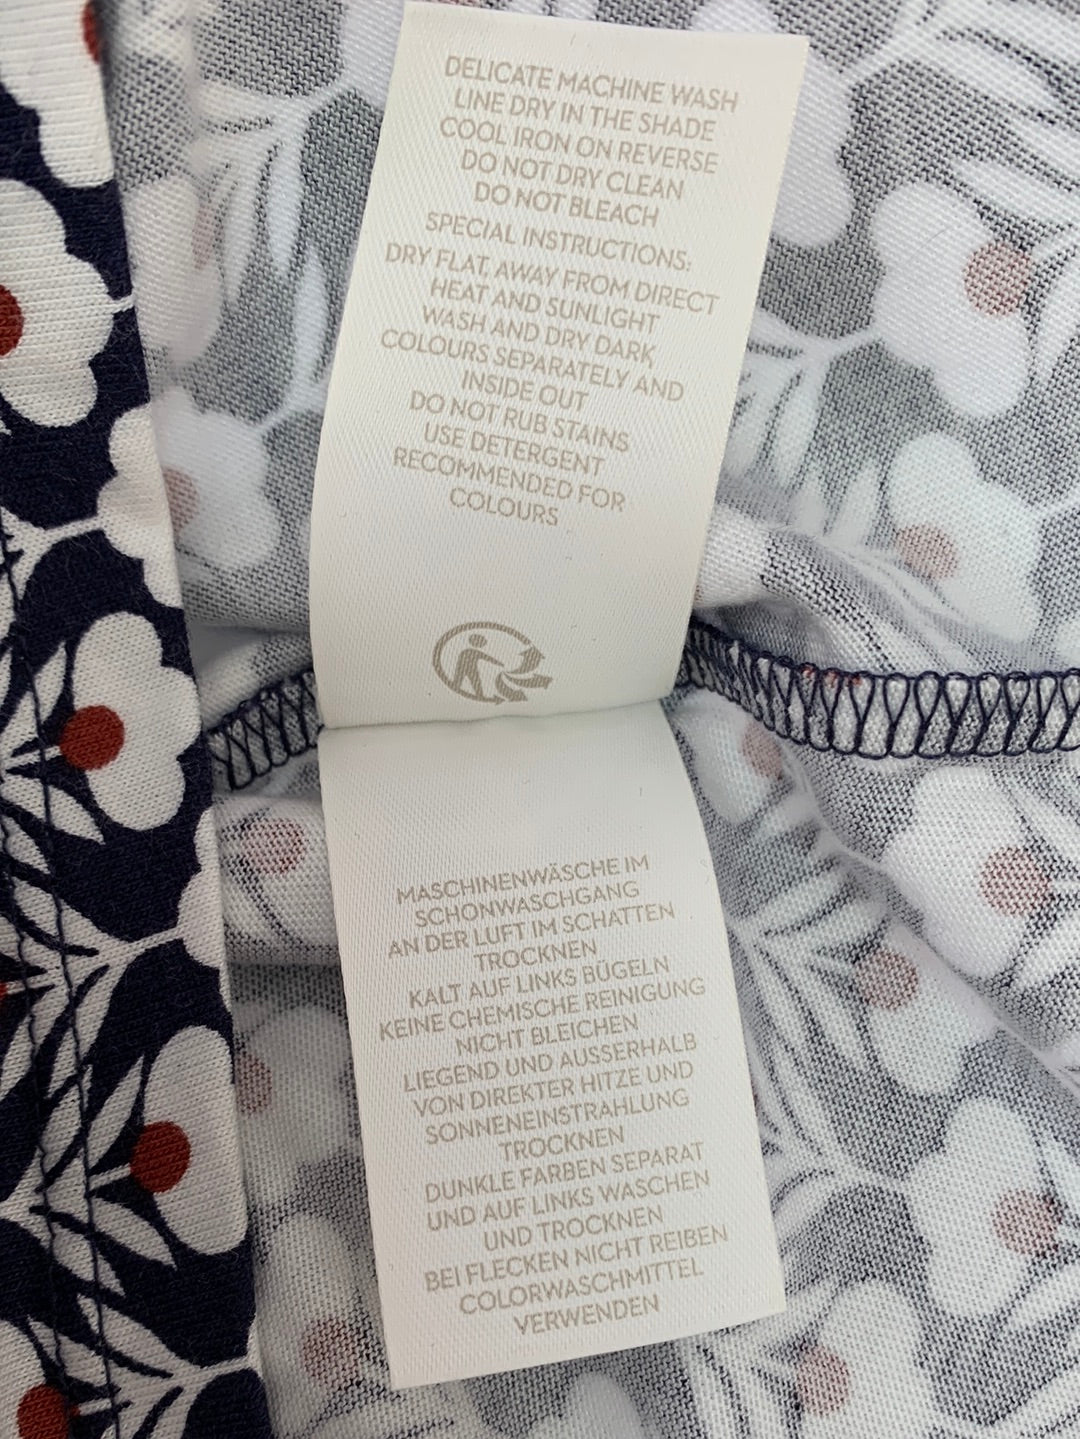 DELICATE MACHINE WASH
LINE DRY IN THE SHADE
COOL IRON ON REVERSE
DO NOT DRY CLEAN
DO NOT BLEACH
SPECIAL INSTRUCTIONS:
DRY FLAT, AWAY FROM DIRECT
HEAT AND SUNLIGHT
WASH AND DRY DARK
COLOURS SEPARATELY AND
INSIDE OUT
DO NOT RUB STAINS
USE DETERGENT
RECOMMENDED FOR
COLOURS
MASCHINENWÄSCHE IM
SCHONWASCHGANG
AN DER LUFT IM SCHATTEN
TROCKNEN
KALT AUF LINKS BÜGELN
KEINE CHEMISCHE REINIGUNG
NICHT BLEICHEN
LIEGEND UND AUSSERHALB
VON DIREKTER HITZE UND
SONNENEINSTRAHLUNG
TROCKNEN
DUNKLE FARBEN SEPARAT
UND AUF LINKS WASCHEN
UND TROCKNEN
BEI FLECKEN NICHT REIBEN
COLORWASCHMITTEL
VERWENDEN